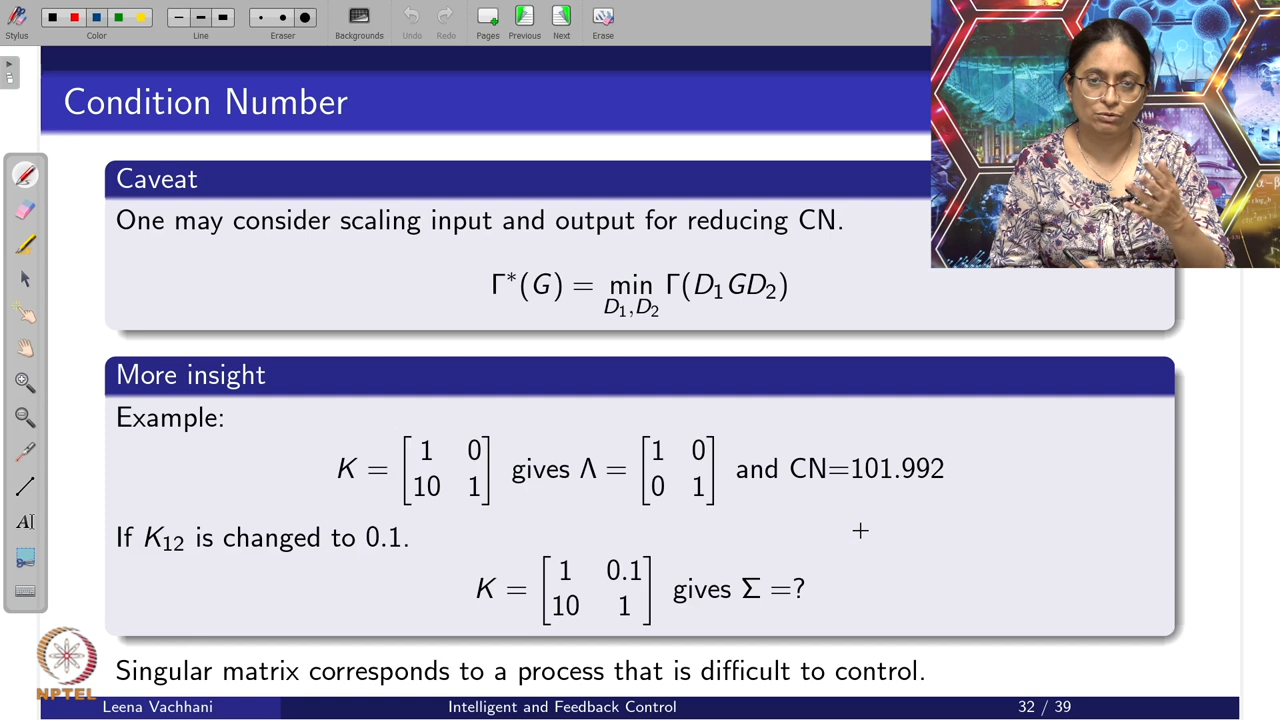 Stylus Color Line Eraser Backgrounds Undo Redo Pages Previous Next Erase
Condition Number
Caveat
One may consider scaling input and output for reducing CN.
Γ*(G) = min Γ(D₁GD₂)
D₁,D₂
More insight
Example:
K = [1 0; 10 1] gives Λ = [1 0; 0 1] and CN=101.992
If K₁₂ is changed to 0.1.
K = [1 0.1; 10 1] gives Σ =?
Singular matrix corresponds to a process that is difficult to control.
NPTEL
Leena Vachhani Intelligent and Feedback Control 32 / 39